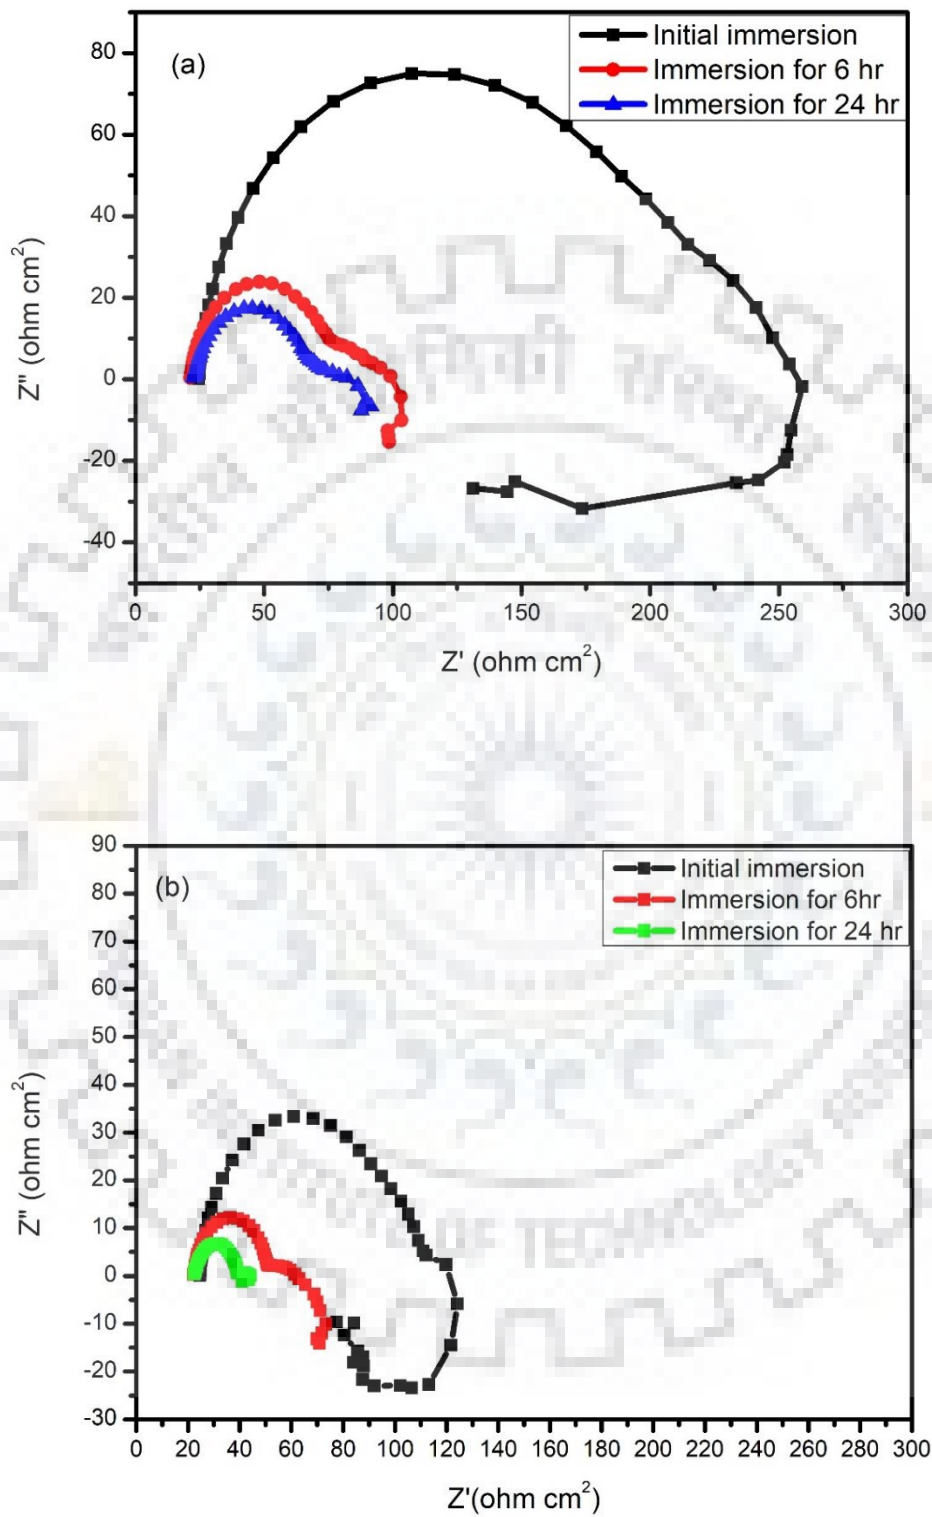 (a)
Initial immersion
Immersion for 6 hr
Immersion for 24 hr
80
60
40
20
0
-20
-40
Z" (ohm cm²)
0 50 100 150 200 250 300
Z' (ohm cm²)
(b)
Initial immersion
Immersion for 6hr
Immersion for 24 hr
90
80
70
60
50
40
30
20
10
0
-10
-20
-30
Z" (ohm cm²)
0 20 40 60 80 100 120 140 160 180 200 220 240 260 280 300
Z'(ohm cm²)